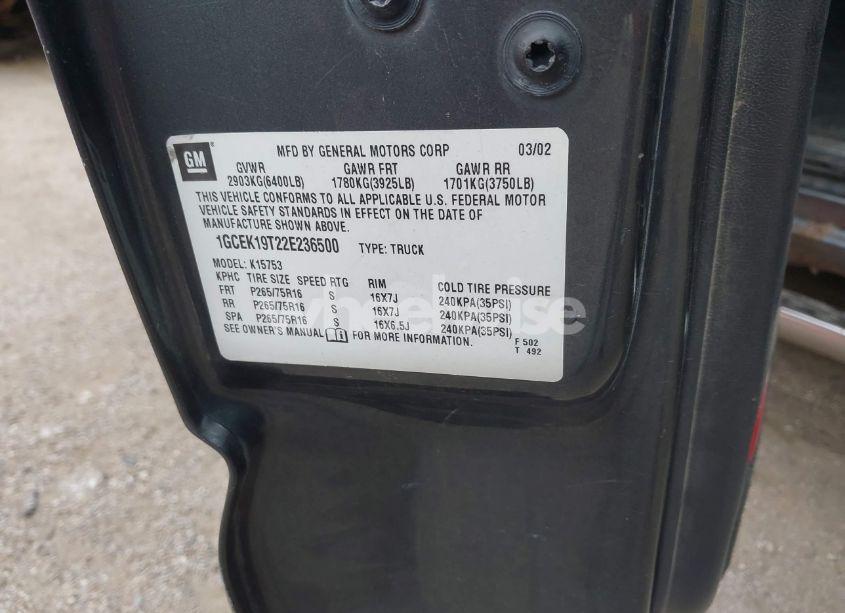 GM
MFD BY GENERAL MOTORS CORP 03/02
GVWR GAWR FRT GAWR RR
2903KG(6400LB) 1780KG(3925LB) 1701KG(3750LB)
THIS VEHICLE CONFORMS TO ALL APPLICABLE U.S. FEDERAL MOTOR
VEHICLE SAFETY STANDARDS IN EFFECT ON THE DATE OF
MANUFACTURE SHOWN ABOVE.
1GCEK19T22E236500 TYPE: TRUCK
MODEL: K15753
KPHC TIRE SIZE SPEED RTG RIM COLD TIRE PRESSURE
FRT P265/75R16 S 16X7J 240KPA(35PSI)
RR P265/75R16 S 16X7J 240KPA(35PSI)
SPA P265/75R16 S 16X6.5J 240KPA(35PSI)
SEE OWNER'S MANUAL FOR MORE INFORMATION.
F 502
T 492